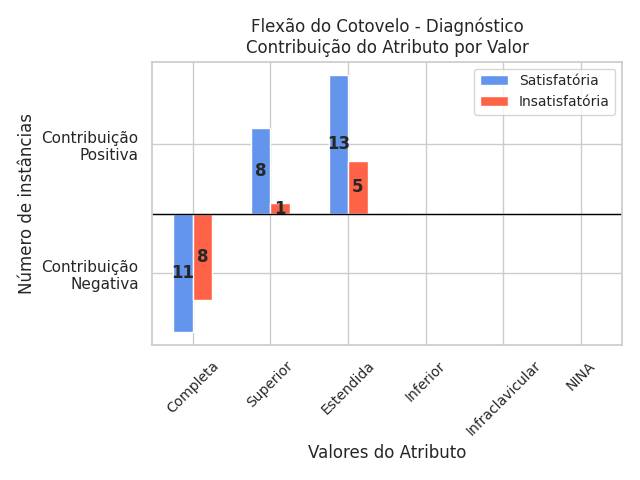 Flexão do Cotovelo - Diagnóstico
Contribuição do Atributo por Valor
Satisfatória
Insatisfatória
Número de instâncias
Contribuição
Positiva
Contribuição
Negativa
11
8
8
1
13
5
Completa
Superior
Estendida
Inferior
Infraclavicular
NINA
Valores do Atributo